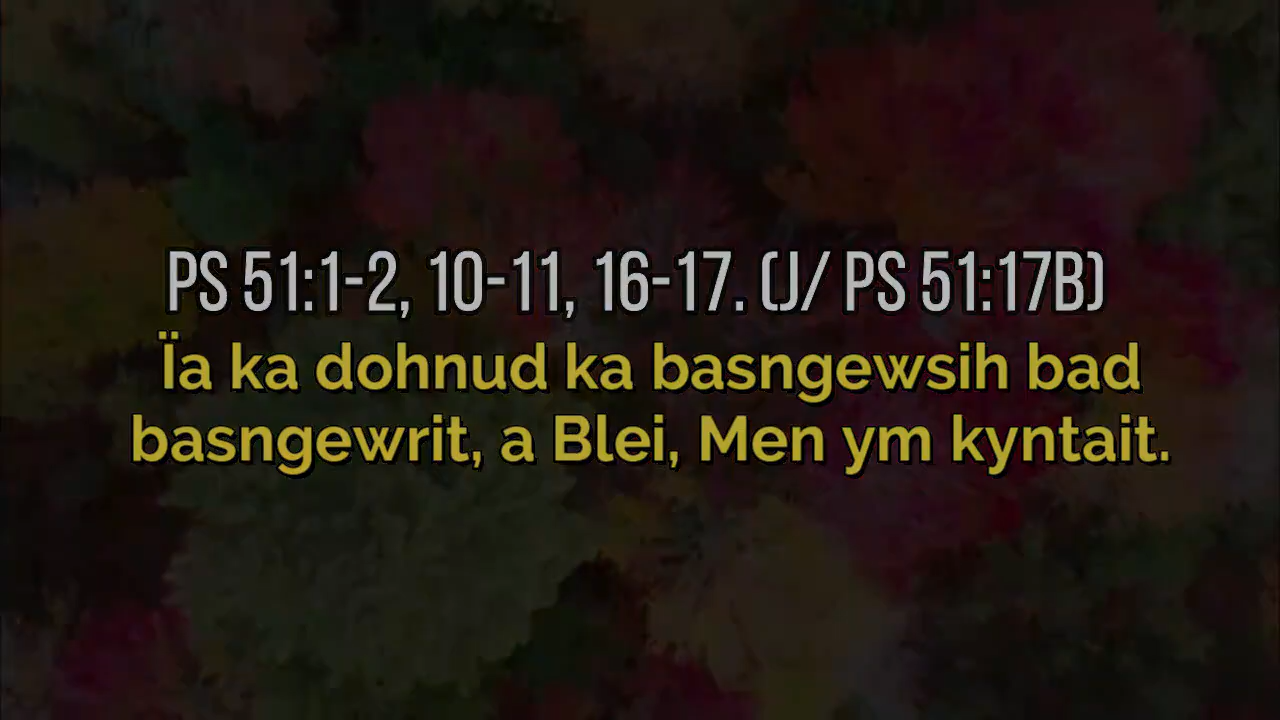 PS 51:1-2, 10-11, 16-17. (J/ PS 51:17B)
Ïa ka dohnud ka basngewsih bad
basngewrit, a Blei, Men ym kyntait.